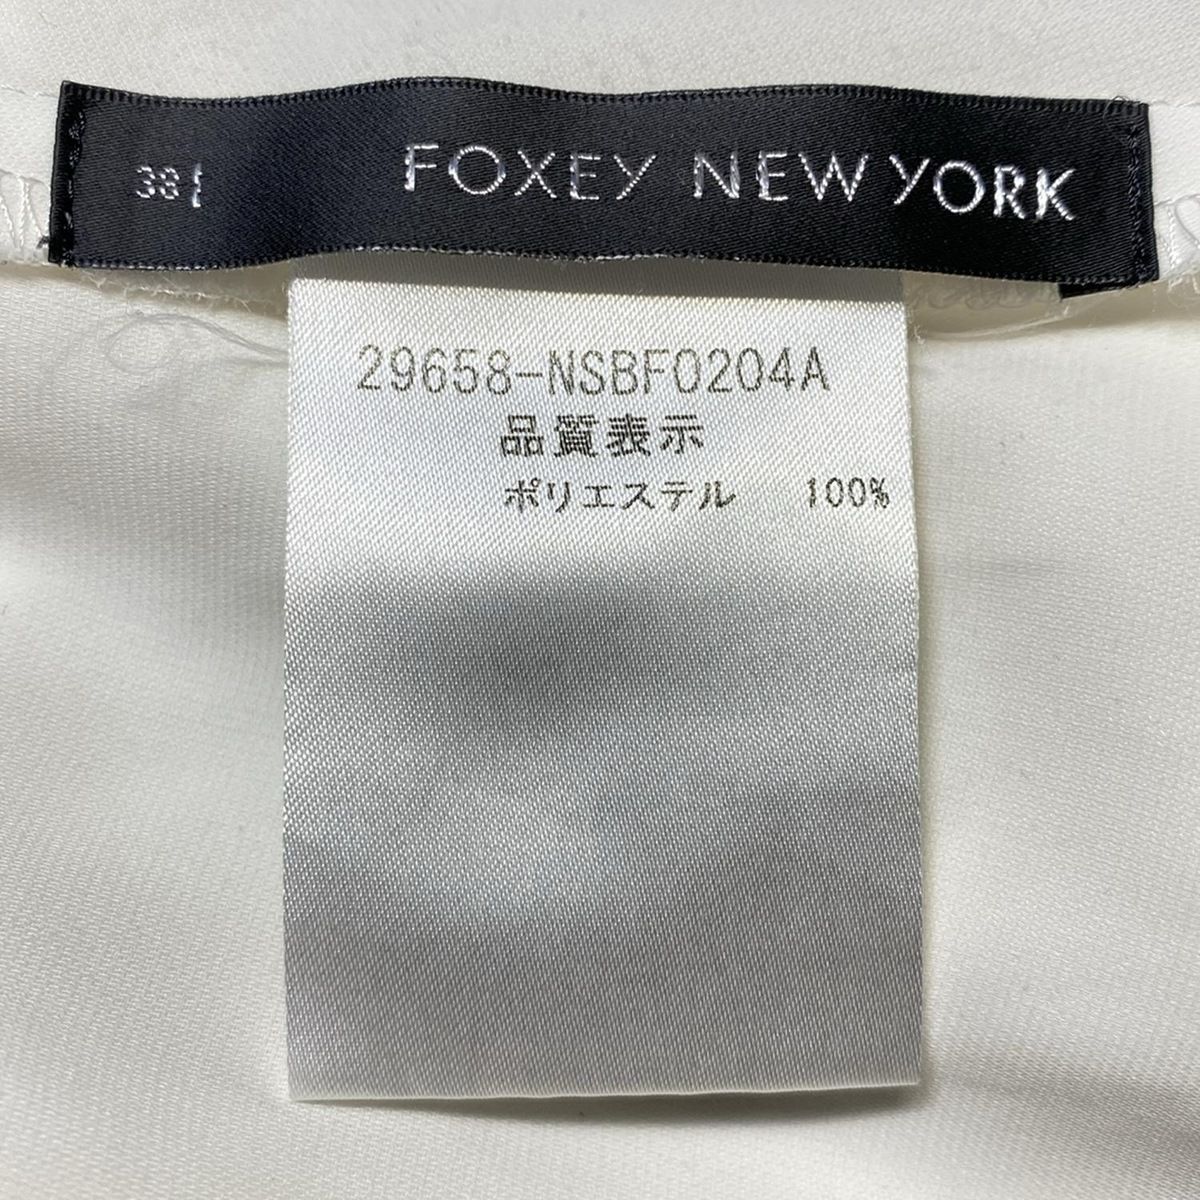 38 FOXEY NEW YORK
29658-NSBF0204A
品質表示
ポリエステル 100%